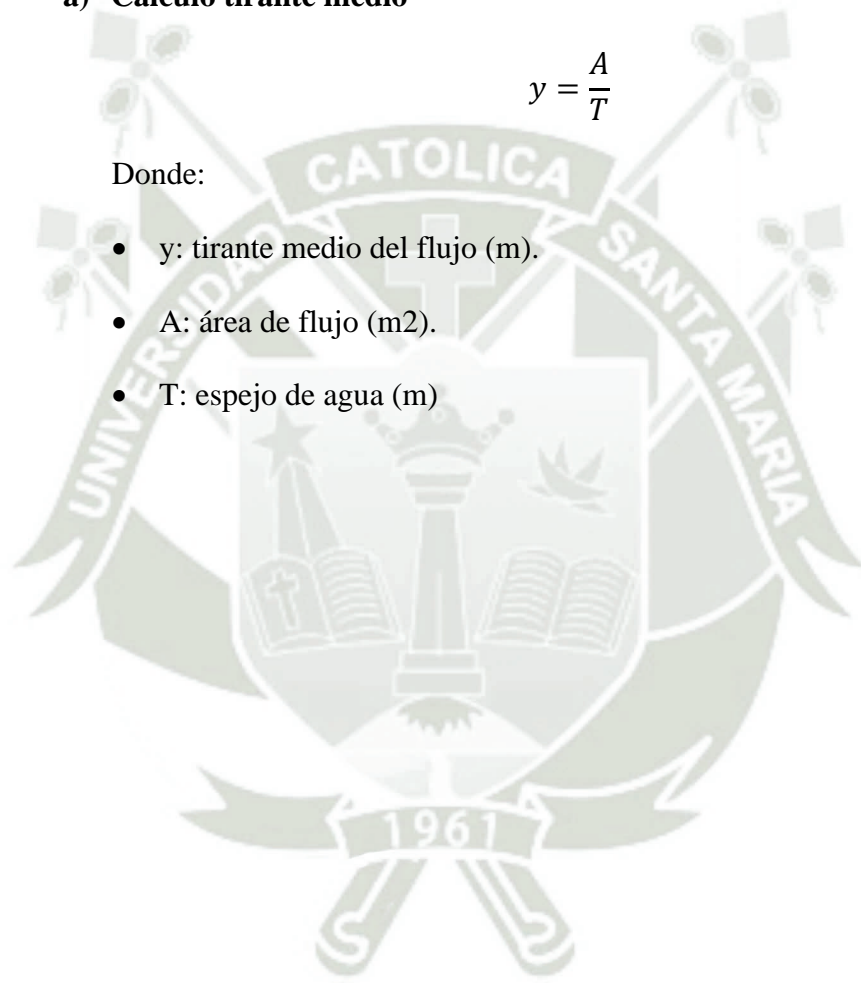 a) Cálculo tirante medio
y = A/T
Donde:
• y: tirante medio del flujo (m).
• A: área de flujo (m2).
• T: espejo de agua (m)
UNIVERSIDAD CATOLICA SANTA MARIA
1961